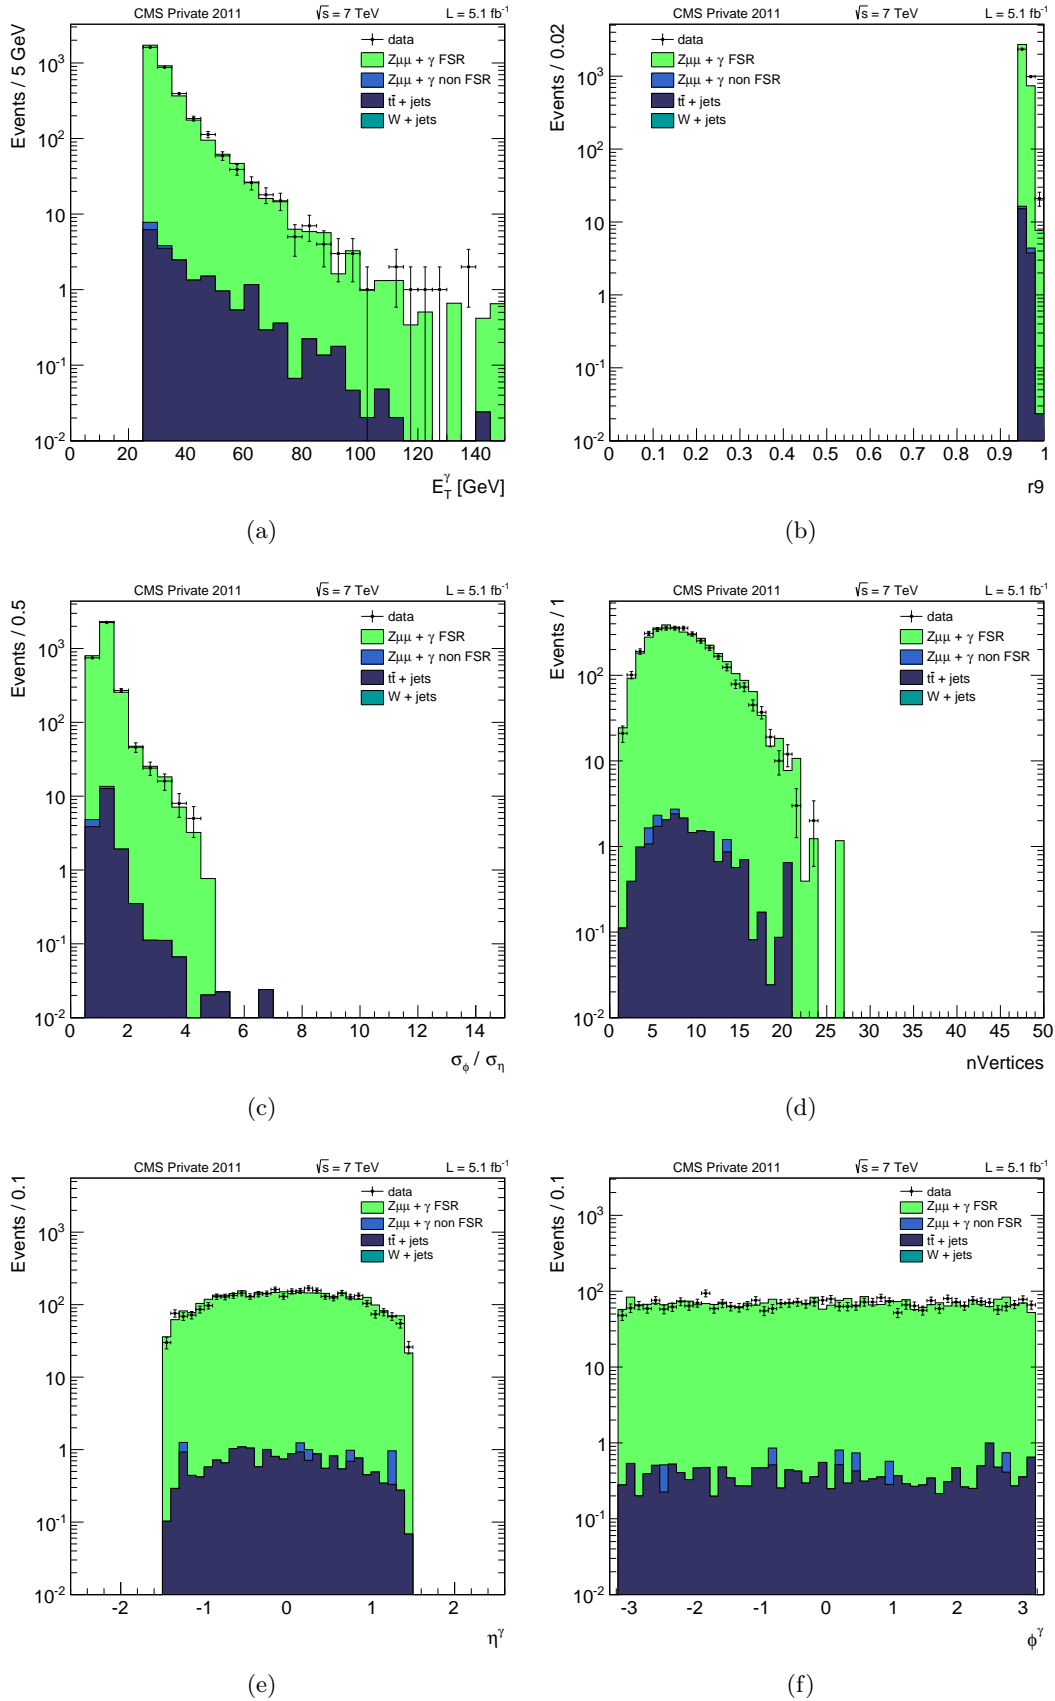 CMS Private 2011 √s = 7 TeV L = 5.1 fb⁻¹
Events / 5 GeV
data
Zμμ + γ FSR
Zμμ + γ non FSR
tt̄ + jets
W + jets
10³
10²
10
1
10⁻¹
10⁻²
0 20 40 60 80 100 120 140
E_T^γ [GeV]
(a)
CMS Private 2011 √s = 7 TeV L = 5.1 fb⁻¹
Events / 0.02
data
Zμμ + γ FSR
Zμμ + γ non FSR
tt̄ + jets
W + jets
10³
10²
10
1
10⁻¹
10⁻²
0 0.1 0.2 0.3 0.4 0.5 0.6 0.7 0.8 0.9 1
r9
(b)
CMS Private 2011 √s = 7 TeV L = 5.1 fb⁻¹
Events / 0.5
data
Zμμ + γ FSR
Zμμ + γ non FSR
tt̄ + jets
W + jets
10³
10²
10
1
10⁻¹
10⁻²
0 2 4 6 8 10 12 14
σ_ϕ / σ_η
(c)
CMS Private 2011 √s = 7 TeV L = 5.1 fb⁻¹
Events / 1
data
Zμμ + γ FSR
Zμμ + γ non FSR
tt̄ + jets
W + jets
10²
10
1
10⁻¹
10⁻²
0 5 10 15 20 25 30 35 40 45 50
nVertices
(d)
CMS Private 2011 √s = 7 TeV L = 5.1 fb⁻¹
Events / 0.1
data
Zμμ + γ FSR
Zμμ + γ non FSR
tt̄ + jets
W + jets
10³
10²
10
1
10⁻¹
10⁻²
-2 -1 0 1 2
η^γ
(e)
CMS Private 2011 √s = 7 TeV L = 5.1 fb⁻¹
Events / 0.1
data
Zμμ + γ FSR
Zμμ + γ non FSR
tt̄ + jets
W + jets
10³
10²
10
1
10⁻¹
10⁻²
-3 -2 -1 0 1 2 3
ϕ^γ
(f)